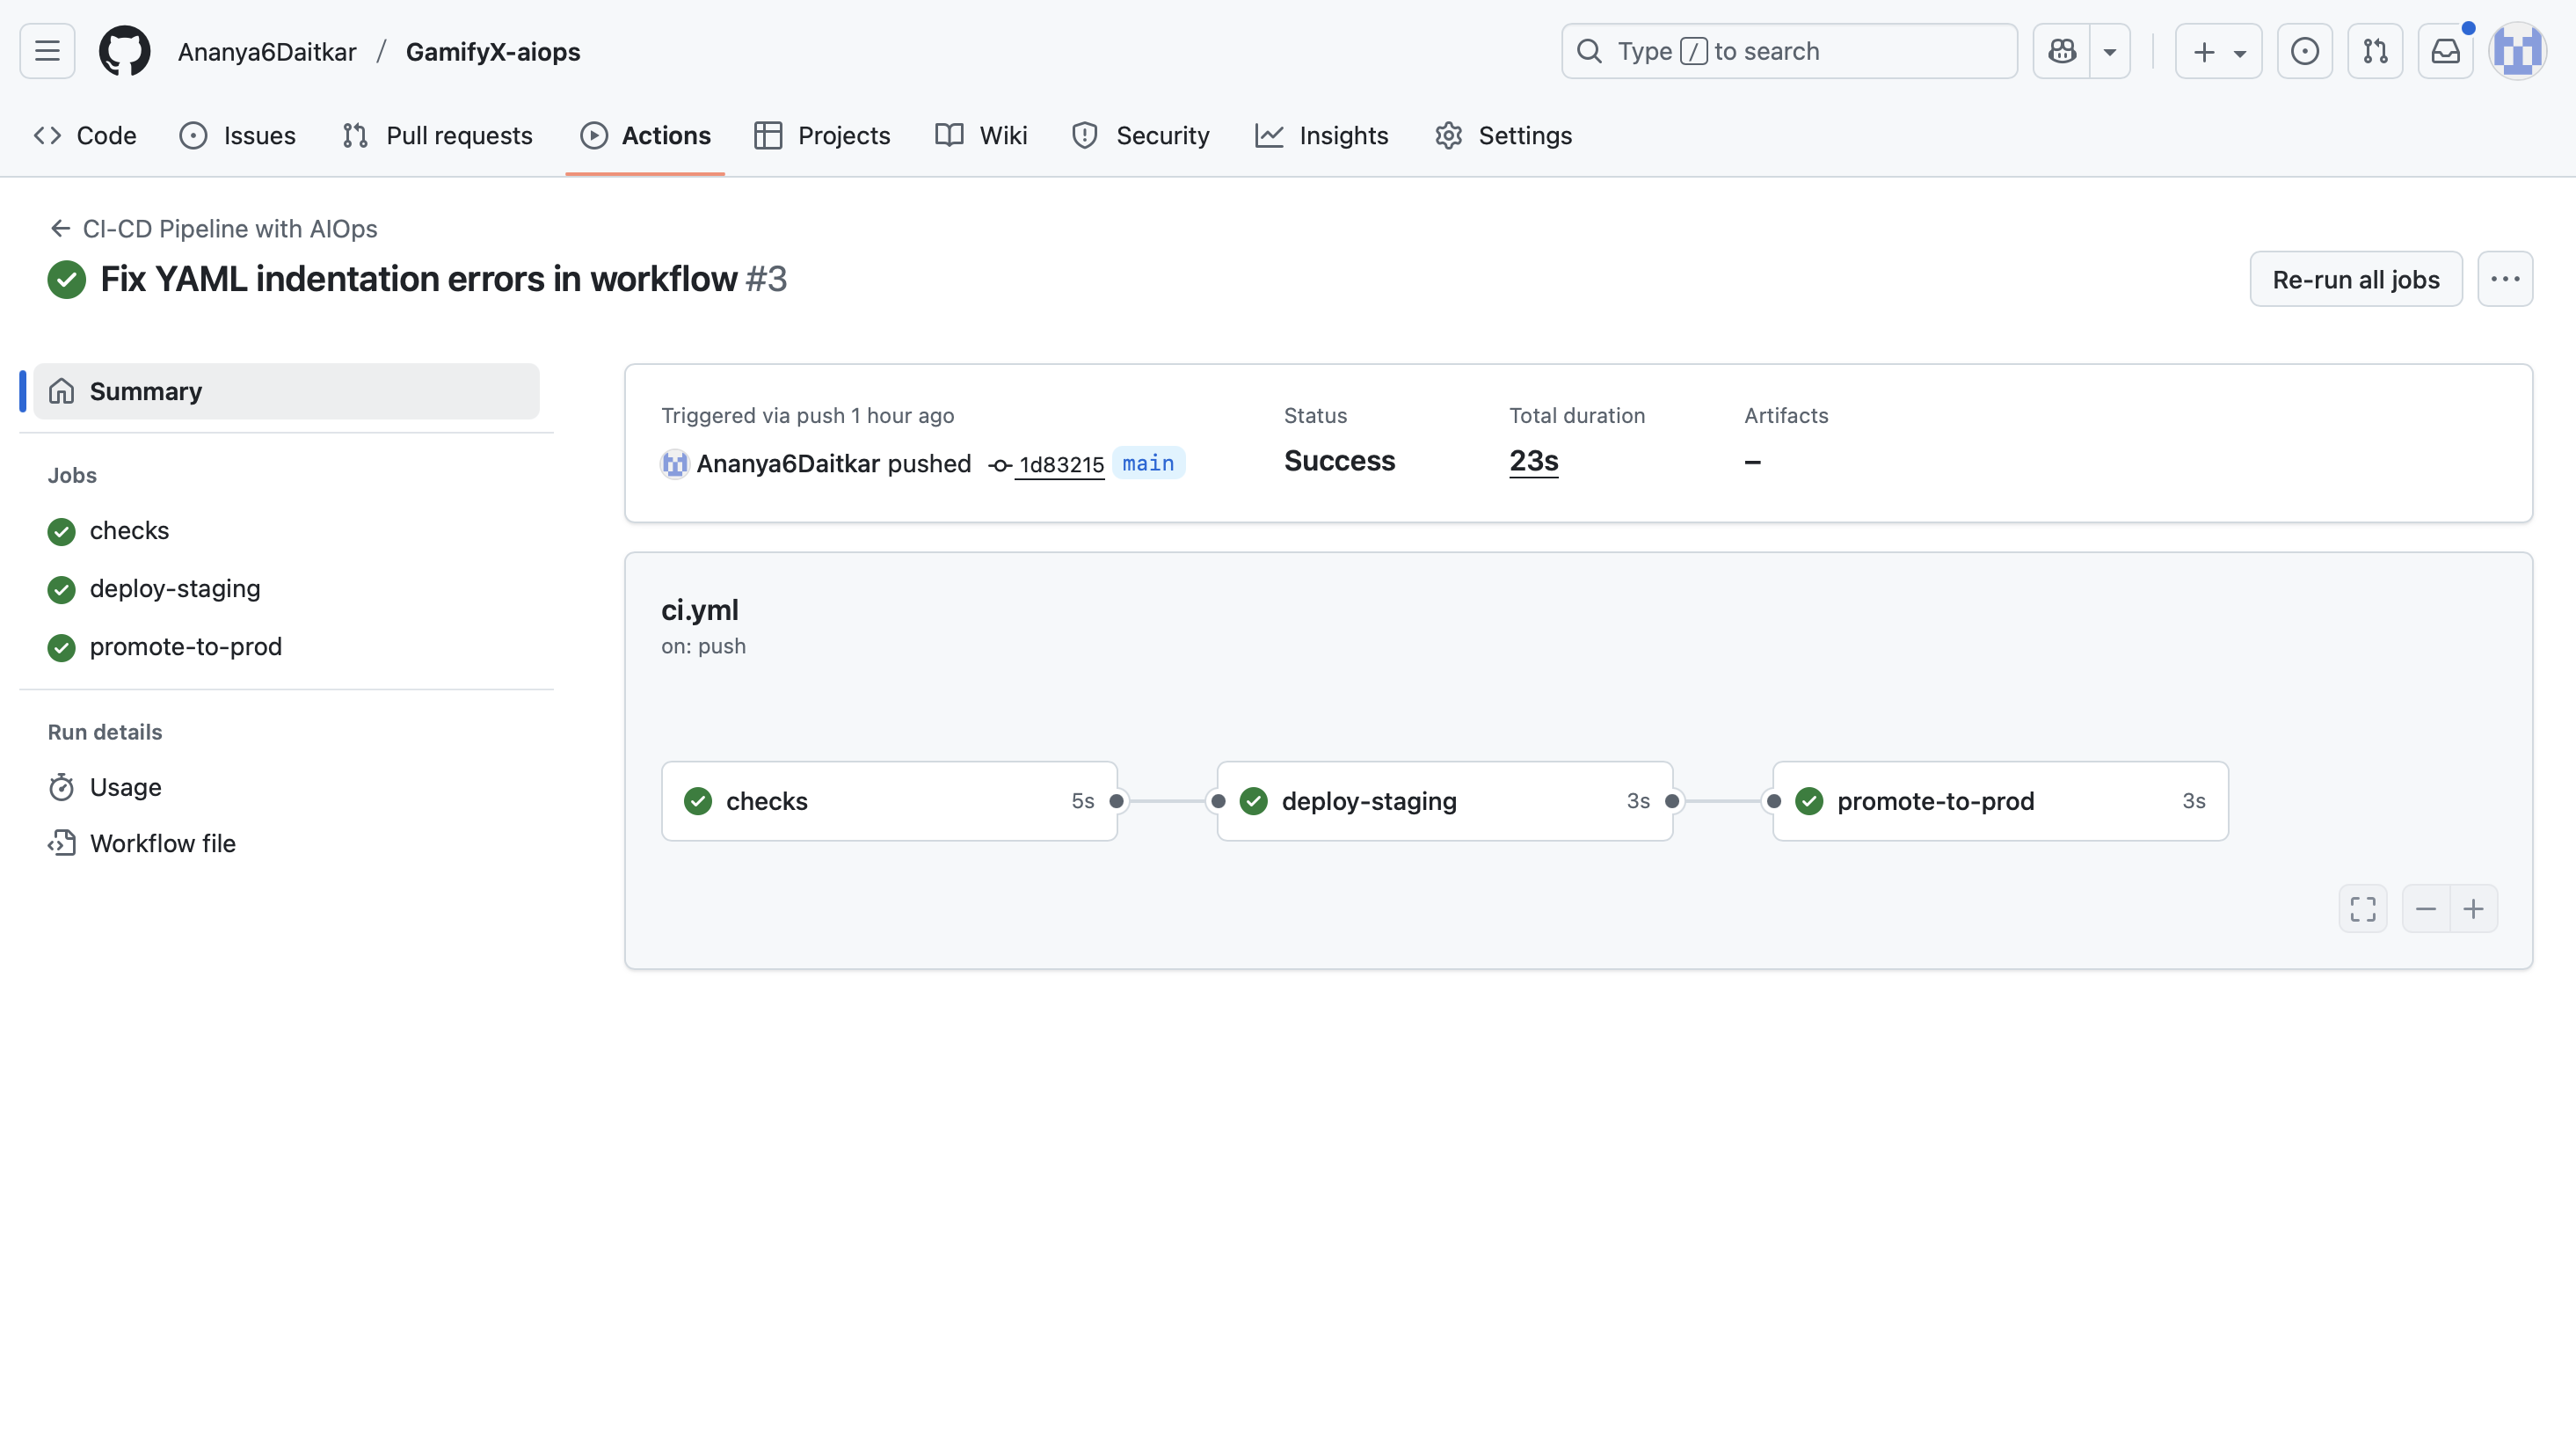 Ananya6Daitkar / GamifyX-aiops
Type / to search
Code Issues Pull requests Actions Projects Wiki Security Insights Settings
CI-CD Pipeline with AIOps
Fix YAML indentation errors in workflow #3
Re-run all jobs
Summary
Jobs
checks
deploy-staging
promote-to-prod
Run details
Usage
Workflow file
Triggered via push 1 hour ago
Ananya6Daitkar pushed 1d83215 main
Status
Success
Total duration
23s
Artifacts
–
ci.yml
on: push
checks 5s
deploy-staging 3s
promote-to-prod 3s